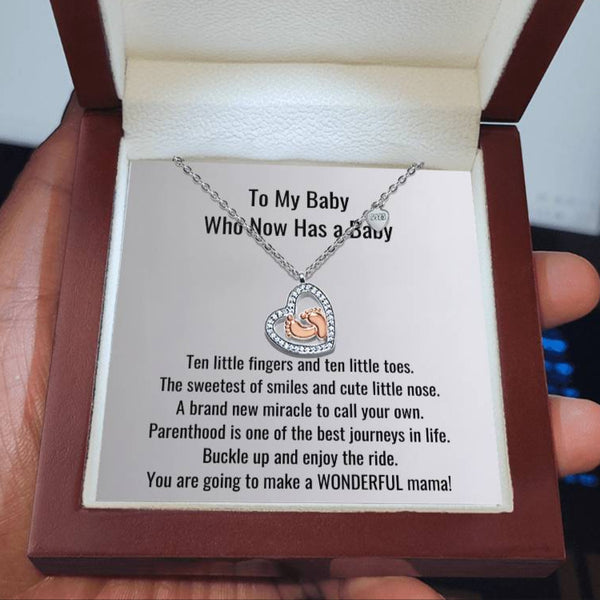 To My Baby
Who Now Has a Baby
Ten little fingers and ten little toes.
The sweetest of smiles and cute little nose.
A brand new miracle to call your own.
Parenthood is one of the best journeys in life.
Buckle up and enjoy the ride.
You are going to make a WONDERFUL mama!